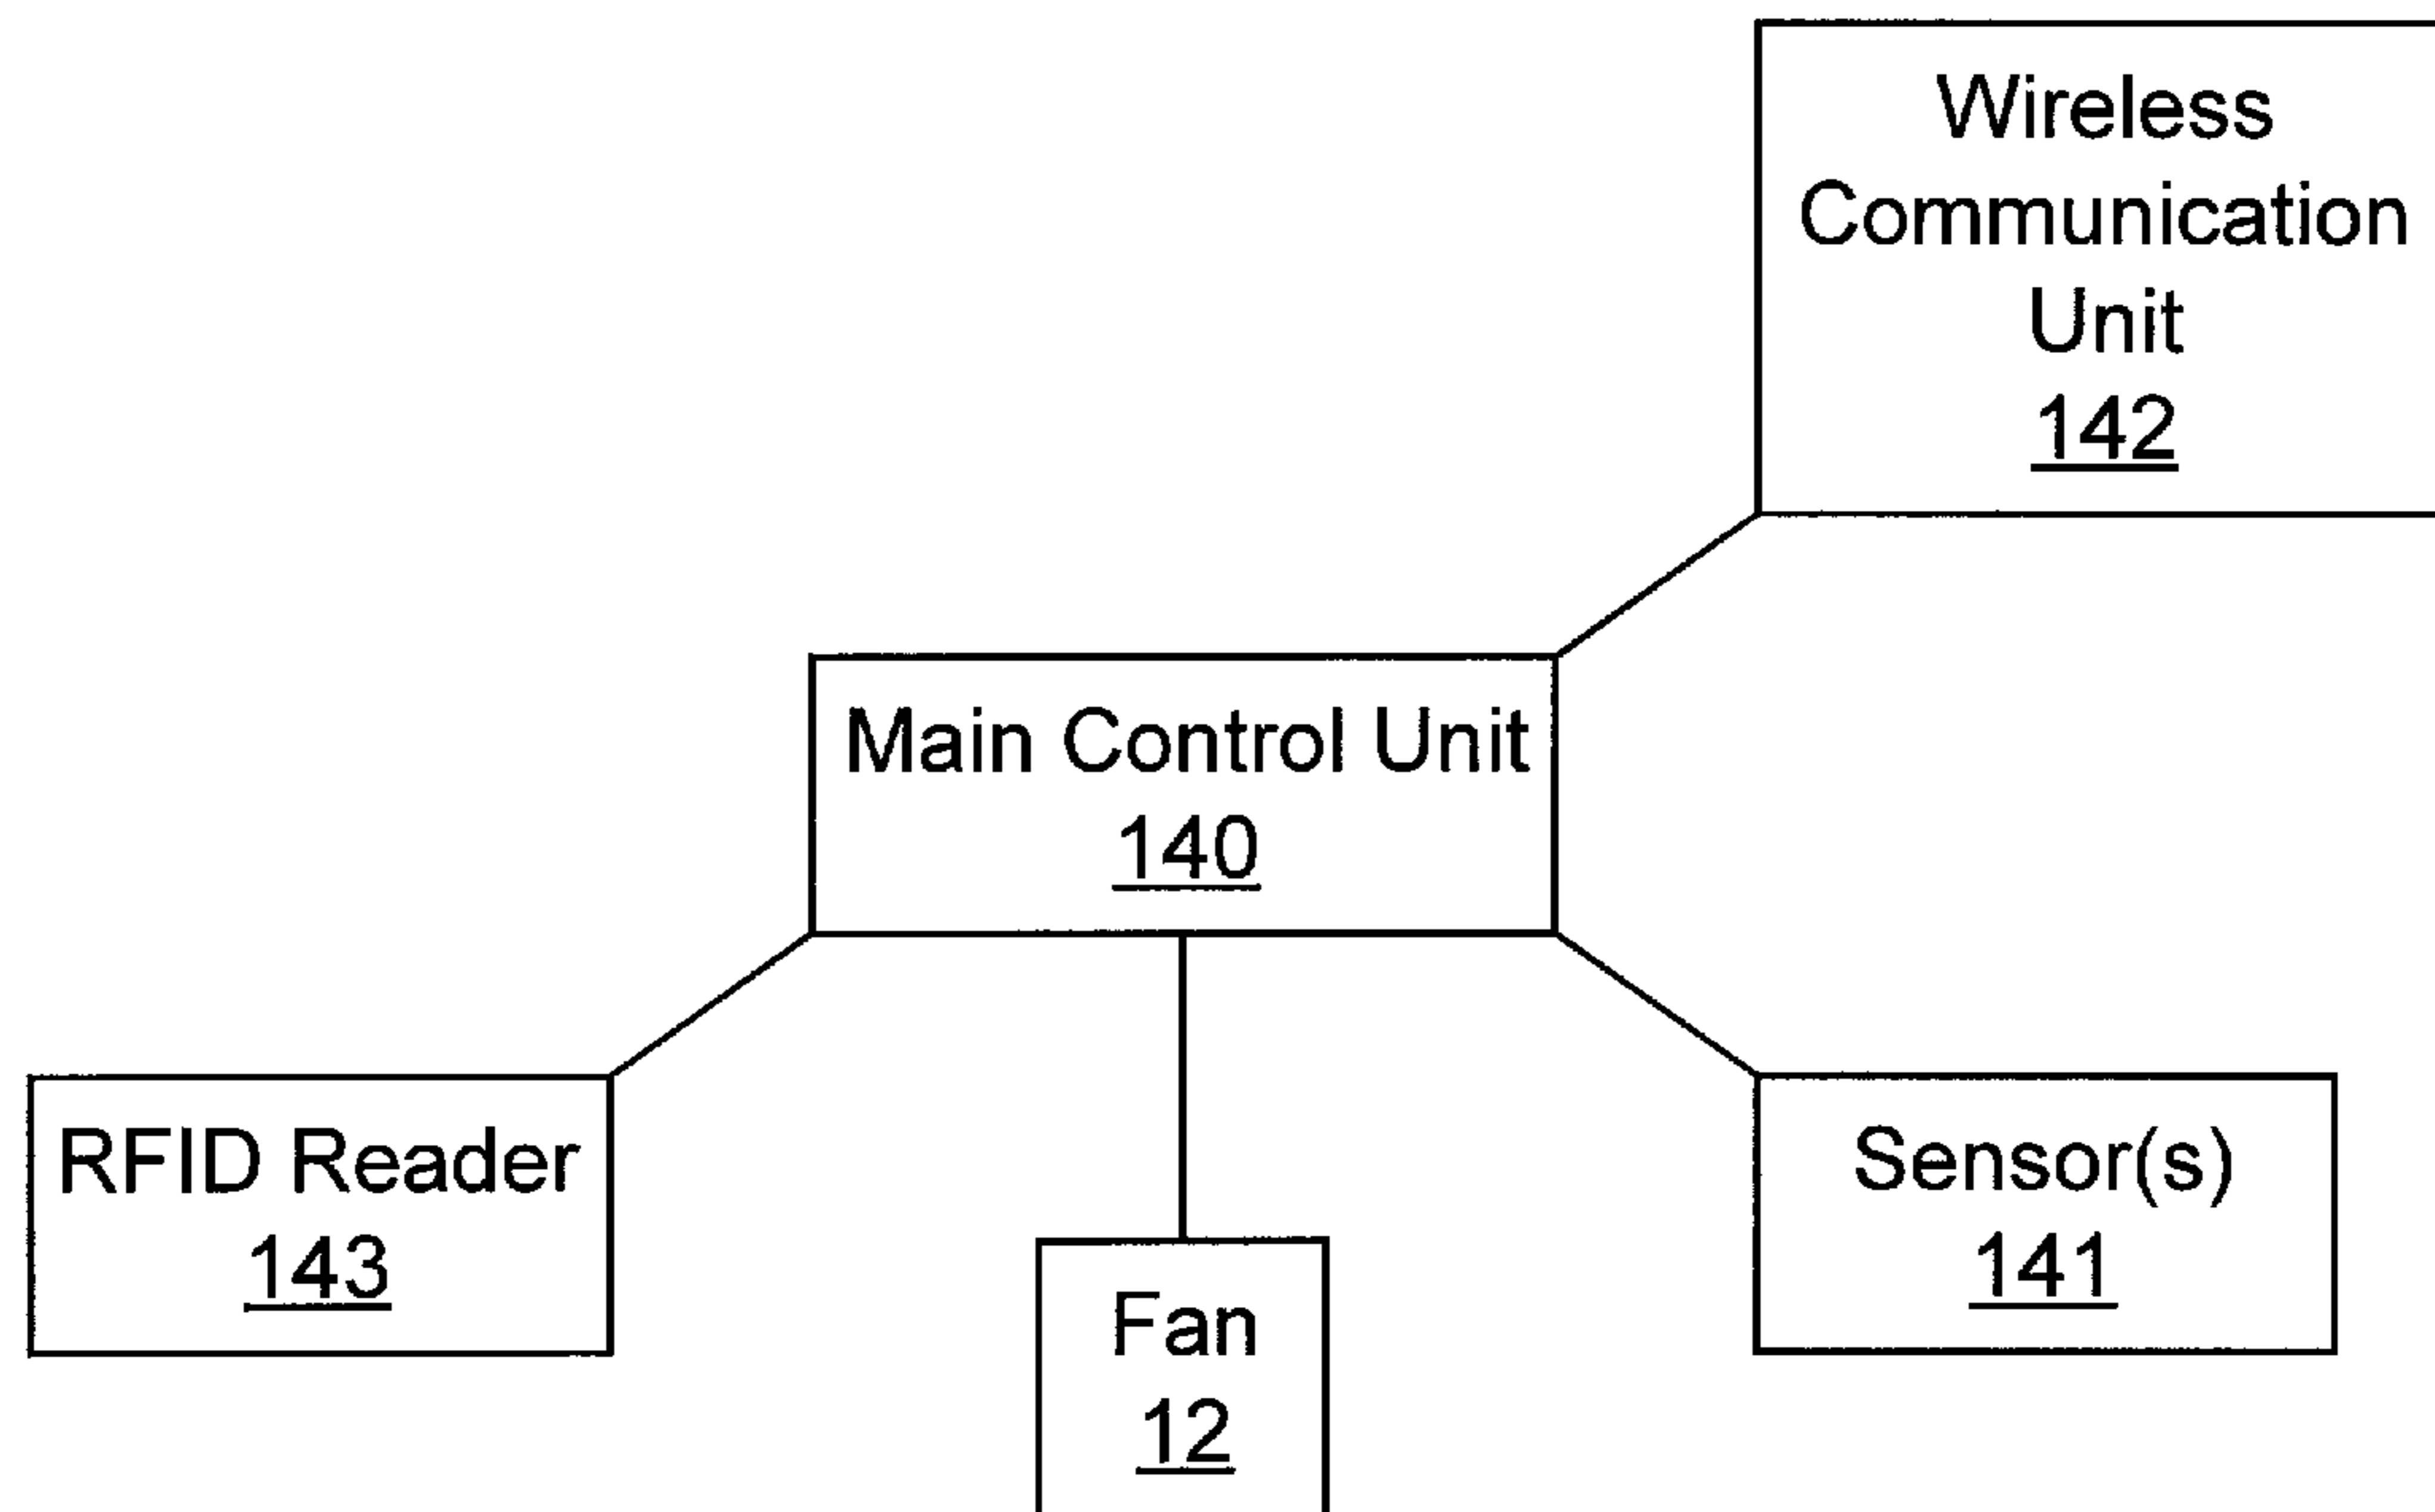 Wireless
Communication
Unit
142
Main Control Unit
140
RFID Reader
143
Sensor(s)
141
Fan
12